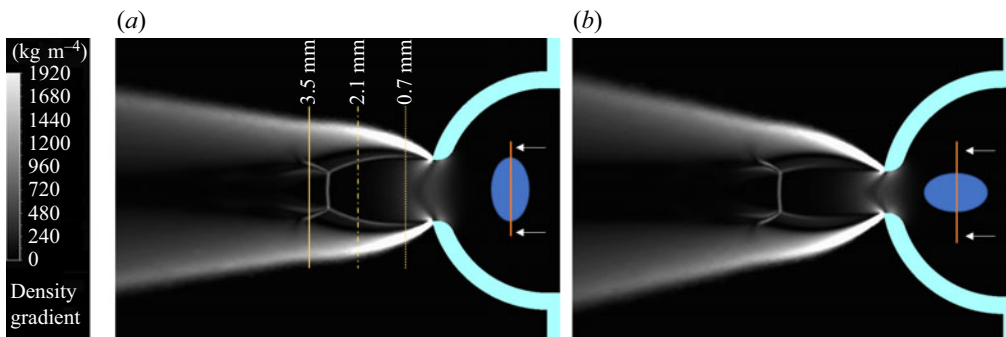 (a)
(b)
(kg m–4)
1920
1680
1440
1200
960
720
480
240
0
Density
gradient
3.5 mm
2.1 mm
0.7 mm